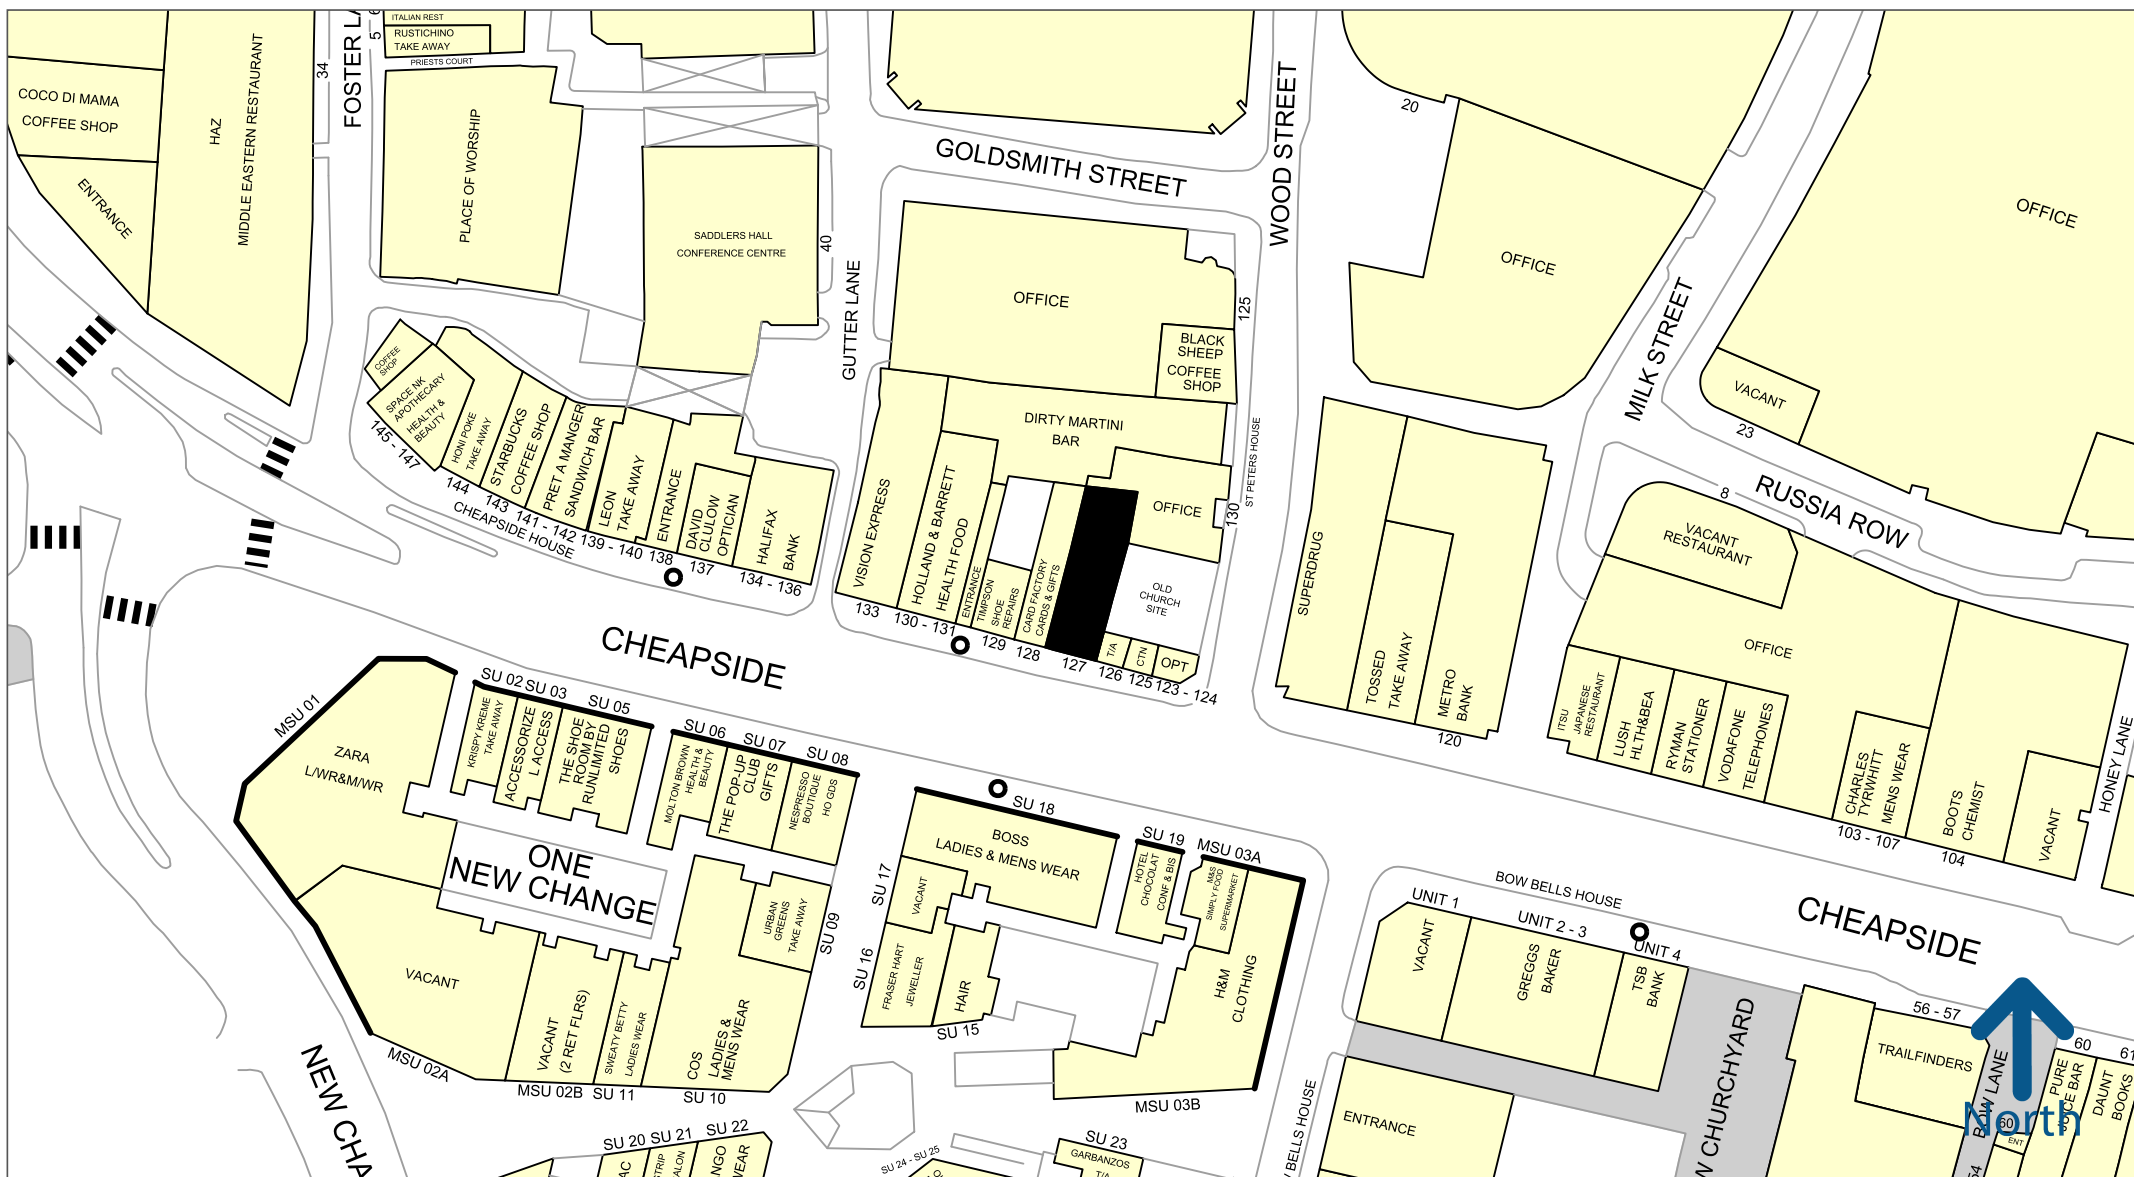 ITALIAN REST
RUSTICHINO
TAKE AWAY
PRIESTS COURT
5
34
COCO DI MAMA
COFFEE SHOP
ENTRANCE
HAZ
MIDDLE EASTERN RESTAURANT
PLACE OF WORSHIP
SADDLERS HALL
CONFERENCE CENTRE
40
GUTTER LANE
GOLDSMITH STREET
WOOD STREET
20
OFFICE
OFFICE
MILK STREET
OFFICE
125
BLACK
SHEEP
COFFEE
SHOP
DIRTY MARTINI
BAR
ST PETERS HOUSE
130
OFFICE
VACANT
23
RUSSIA ROW
8
VACANT
RESTAURANT
OFFICE
COFFEE
SHOP
SPACE NK
APOTHECARY
HEALTH &
BEAUTY
145 - 147
HONI POKE
TAKE AWAY
144
STARBUCKS
COFFEE SHOP
143
PRET A MANGER
SANDWICH BAR
141 - 142
LEON
TAKE AWAY
139 - 140
ENTRANCE
138
DAVID
CLULOW
OPTICIAN
137
HALIFAX
BANK
134 - 136
CHEAPSIDE HOUSE
VISION EXPRESS
133
HOLLAND & BARRETT
HEALTH FOOD
130 - 131
ENTRANCE
TIMPSON
SHOE
REPAIRS
129
CARD FACTORY
CARDS & GIFTS
128
127
OLD
CHURCH
SITE
T/A
126
CTN
125
OPT
123 - 124
CHEAPSIDE
SUPERDRUG
TOSSED
TAKE AWAY
METRO
BANK
120
ITSU
JAPANESE
RESTAURANT
LUSH
HLTH&BEA
RYMAN
STATIONER
VODAFONE
TELEPHONES
CHARLES
TYRWHITT
MENS WEAR
103 - 107
BOOTS
CHEMIST
104
VACANT
HONEY LANE
MSU 01
ZARA
L/WR&M/WR
SU 02
KRISPY KREME
TAKE AWAY
SU 03
ACCESSORIZE
L ACCESS
SU 05
THE SHOE
ROOM BY
RUNLIMITED
SHOES
SU 06
MOLTON BROWN
HEALTH &
BEAUTY
SU 07
THE POP-UP
CLUB
GIFTS
SU 08
NESPRESSO
BOUTIQUE
HO GDS
ONE
NEW CHANGE
URBAN
GREENS
TAKE AWAY
SU 09
VACANT
MSU 02A
VACANT
(2 RET FLRS)
MSU 02B
SWEATY BETTY
LADIES WEAR
SU 11
COS
LADIES &
MENS WEAR
SU 10
SU 18
BOSS
LADIES & MENS WEAR
SU 17
VACANT
SU 16
FRASER HART
JEWELLER
HAIR
SU 15
SU 19
HOTEL
CHOCOLAT
CONF & BIS
MSU 03A
M&S
SIMPLY FOOD
SUPERMARKET
H&M
CLOTHING
MSU 03B
BOW BELLS HOUSE
UNIT 1
VACANT
UNIT 2 - 3
GREGGS
BAKER
UNIT 4
TSB
BANK
CHEAPSIDE
56 - 57
TRAILFINDERS
BOW LANE
North
60
PURE
JUICE BAR
61
DAUNT
BOOKS
60
ENT
ENTRANCE
BELLS HOUSE
CHURCHYARD
SU 20
SU 21
SU 22
SU 23
GARBANZOS
T/A
SU 24 - SU 25